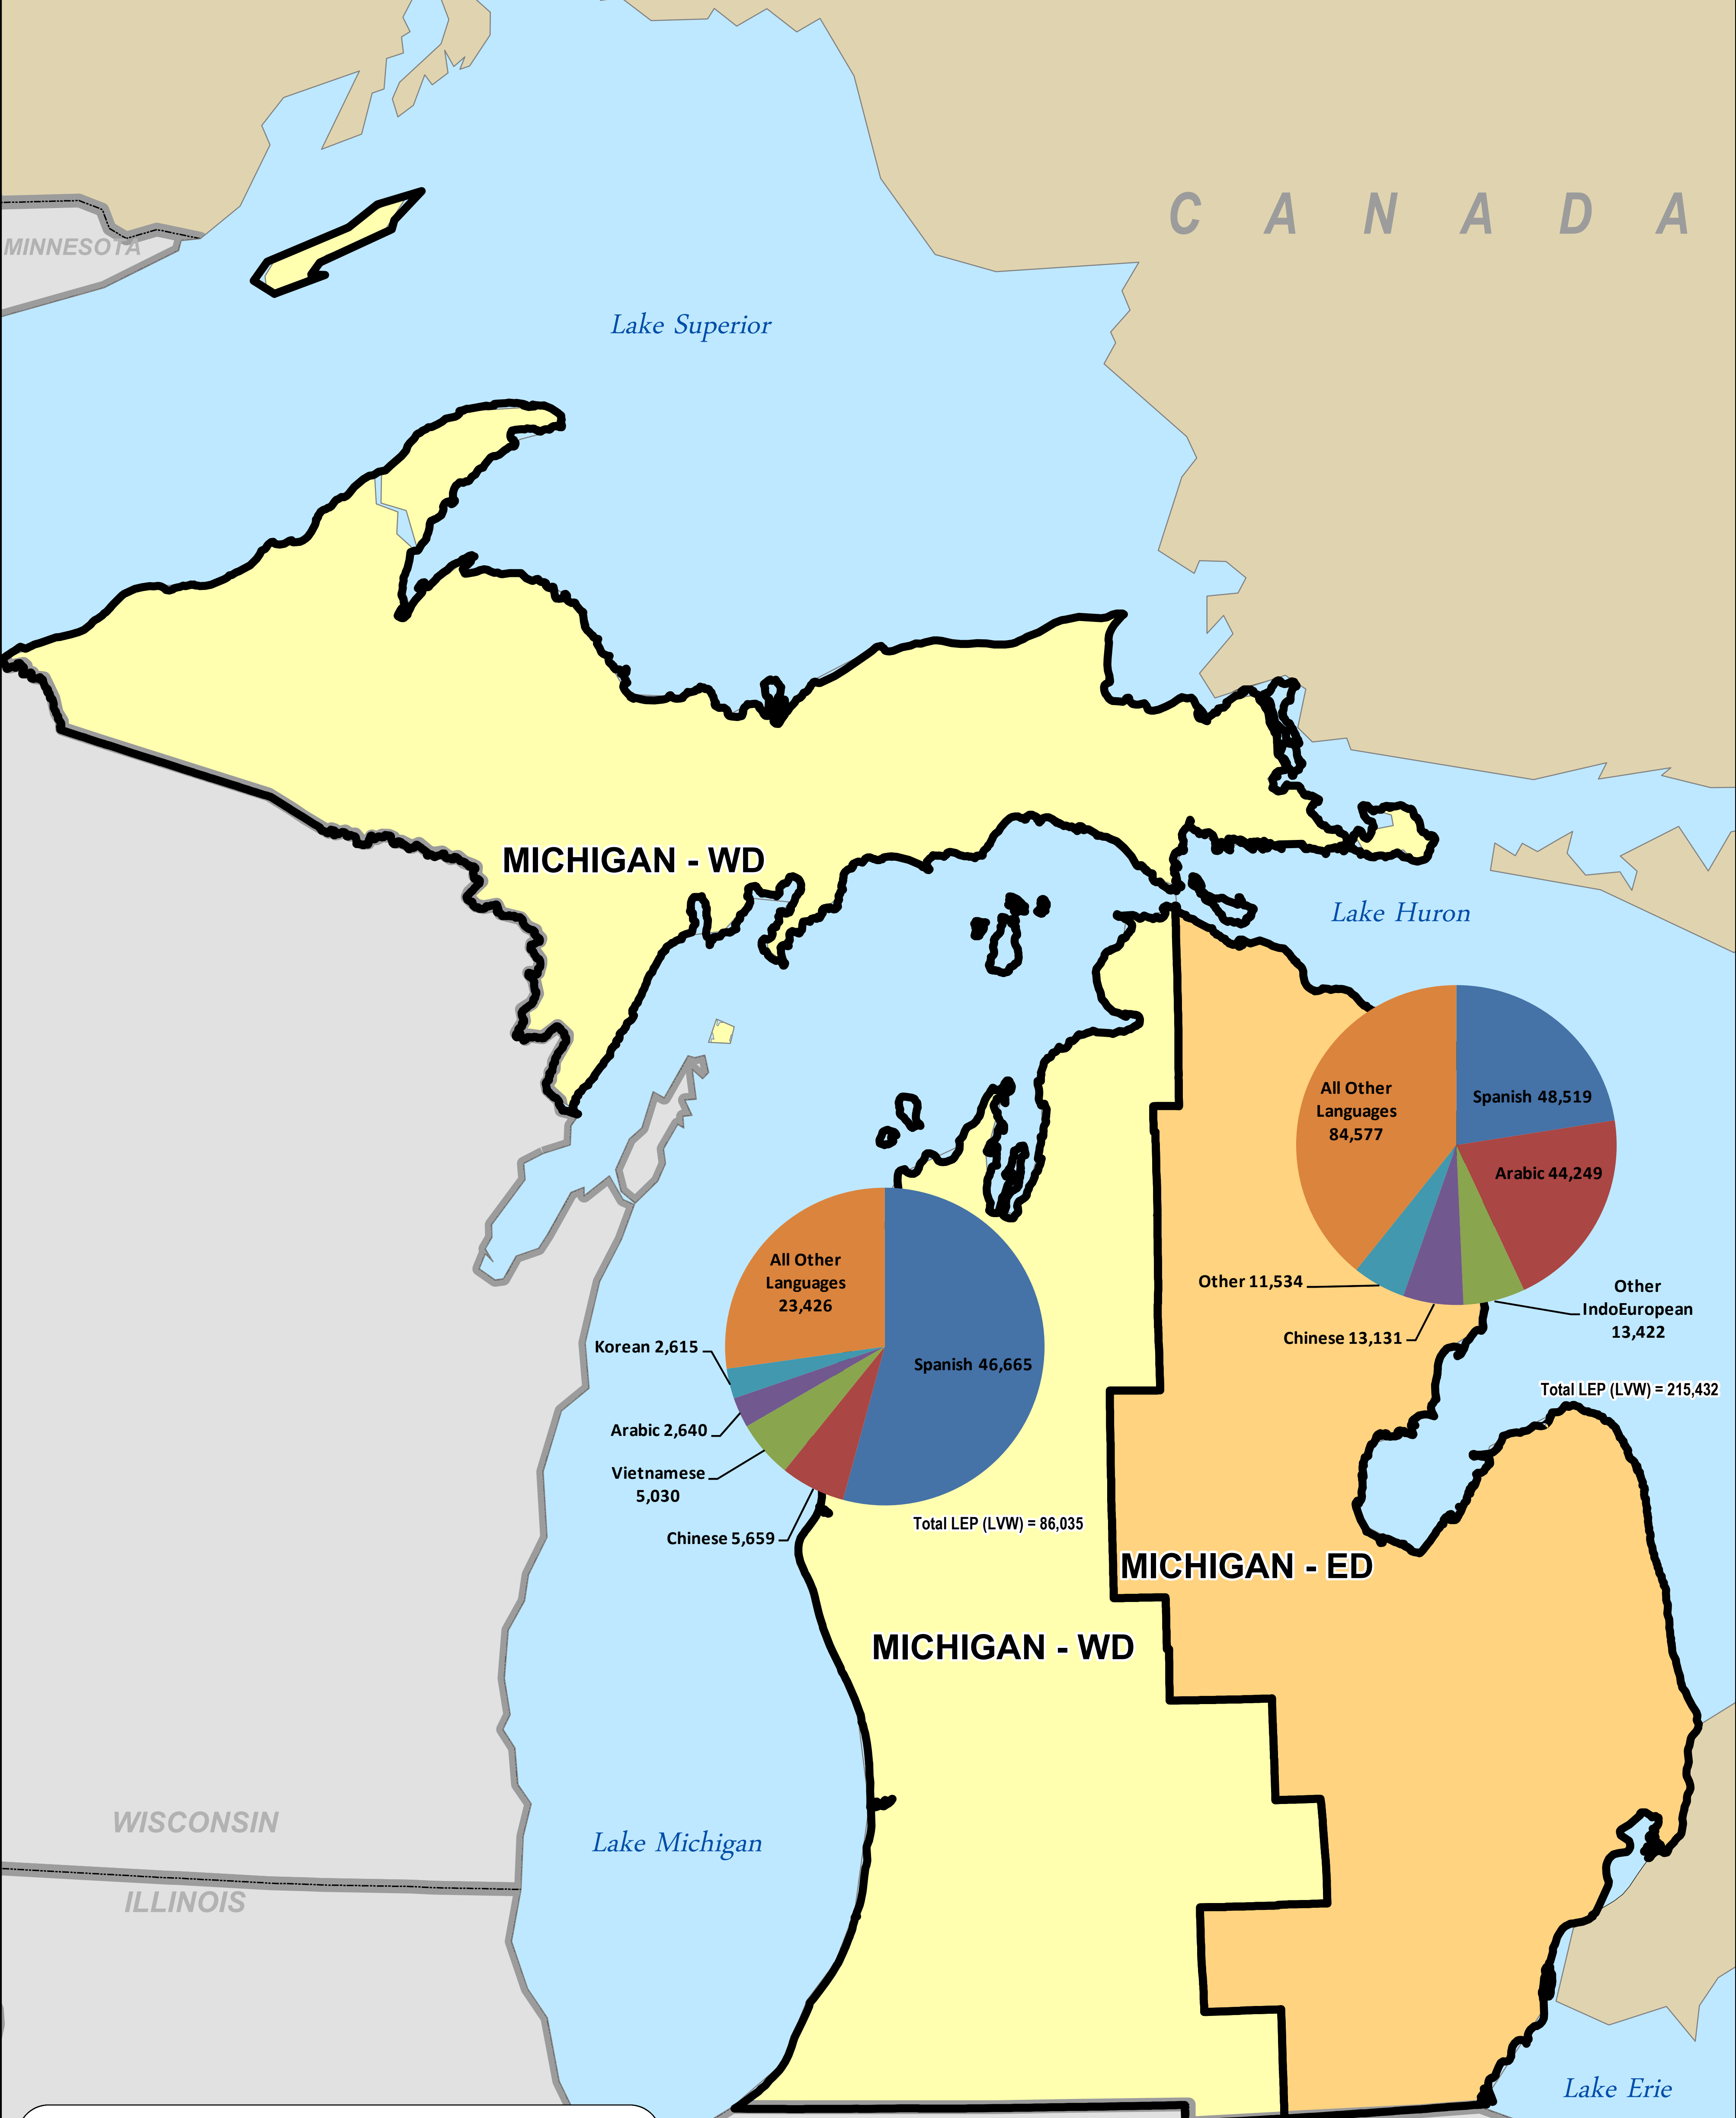 CANADA
MINNESOTA
Lake Superior
MICHIGAN - WD
Lake Huron
All Other
Languages
84,577
Spanish 48,519
Arabic 44,249
Other 11,534
Other
IndoEuropean
13,422
Chinese 13,131
Total LEP (LVW) = 215,432
All Other
Languages
23,426
Korean 2,615
Spanish 46,665
Arabic 2,640
Vietnamese
5,030
Chinese 5,659
Total LEP (LVW) = 86,035
MICHIGAN - ED
MICHIGAN - WD
WISCONSIN
Lake Michigan
ILLINOIS
Lake Erie